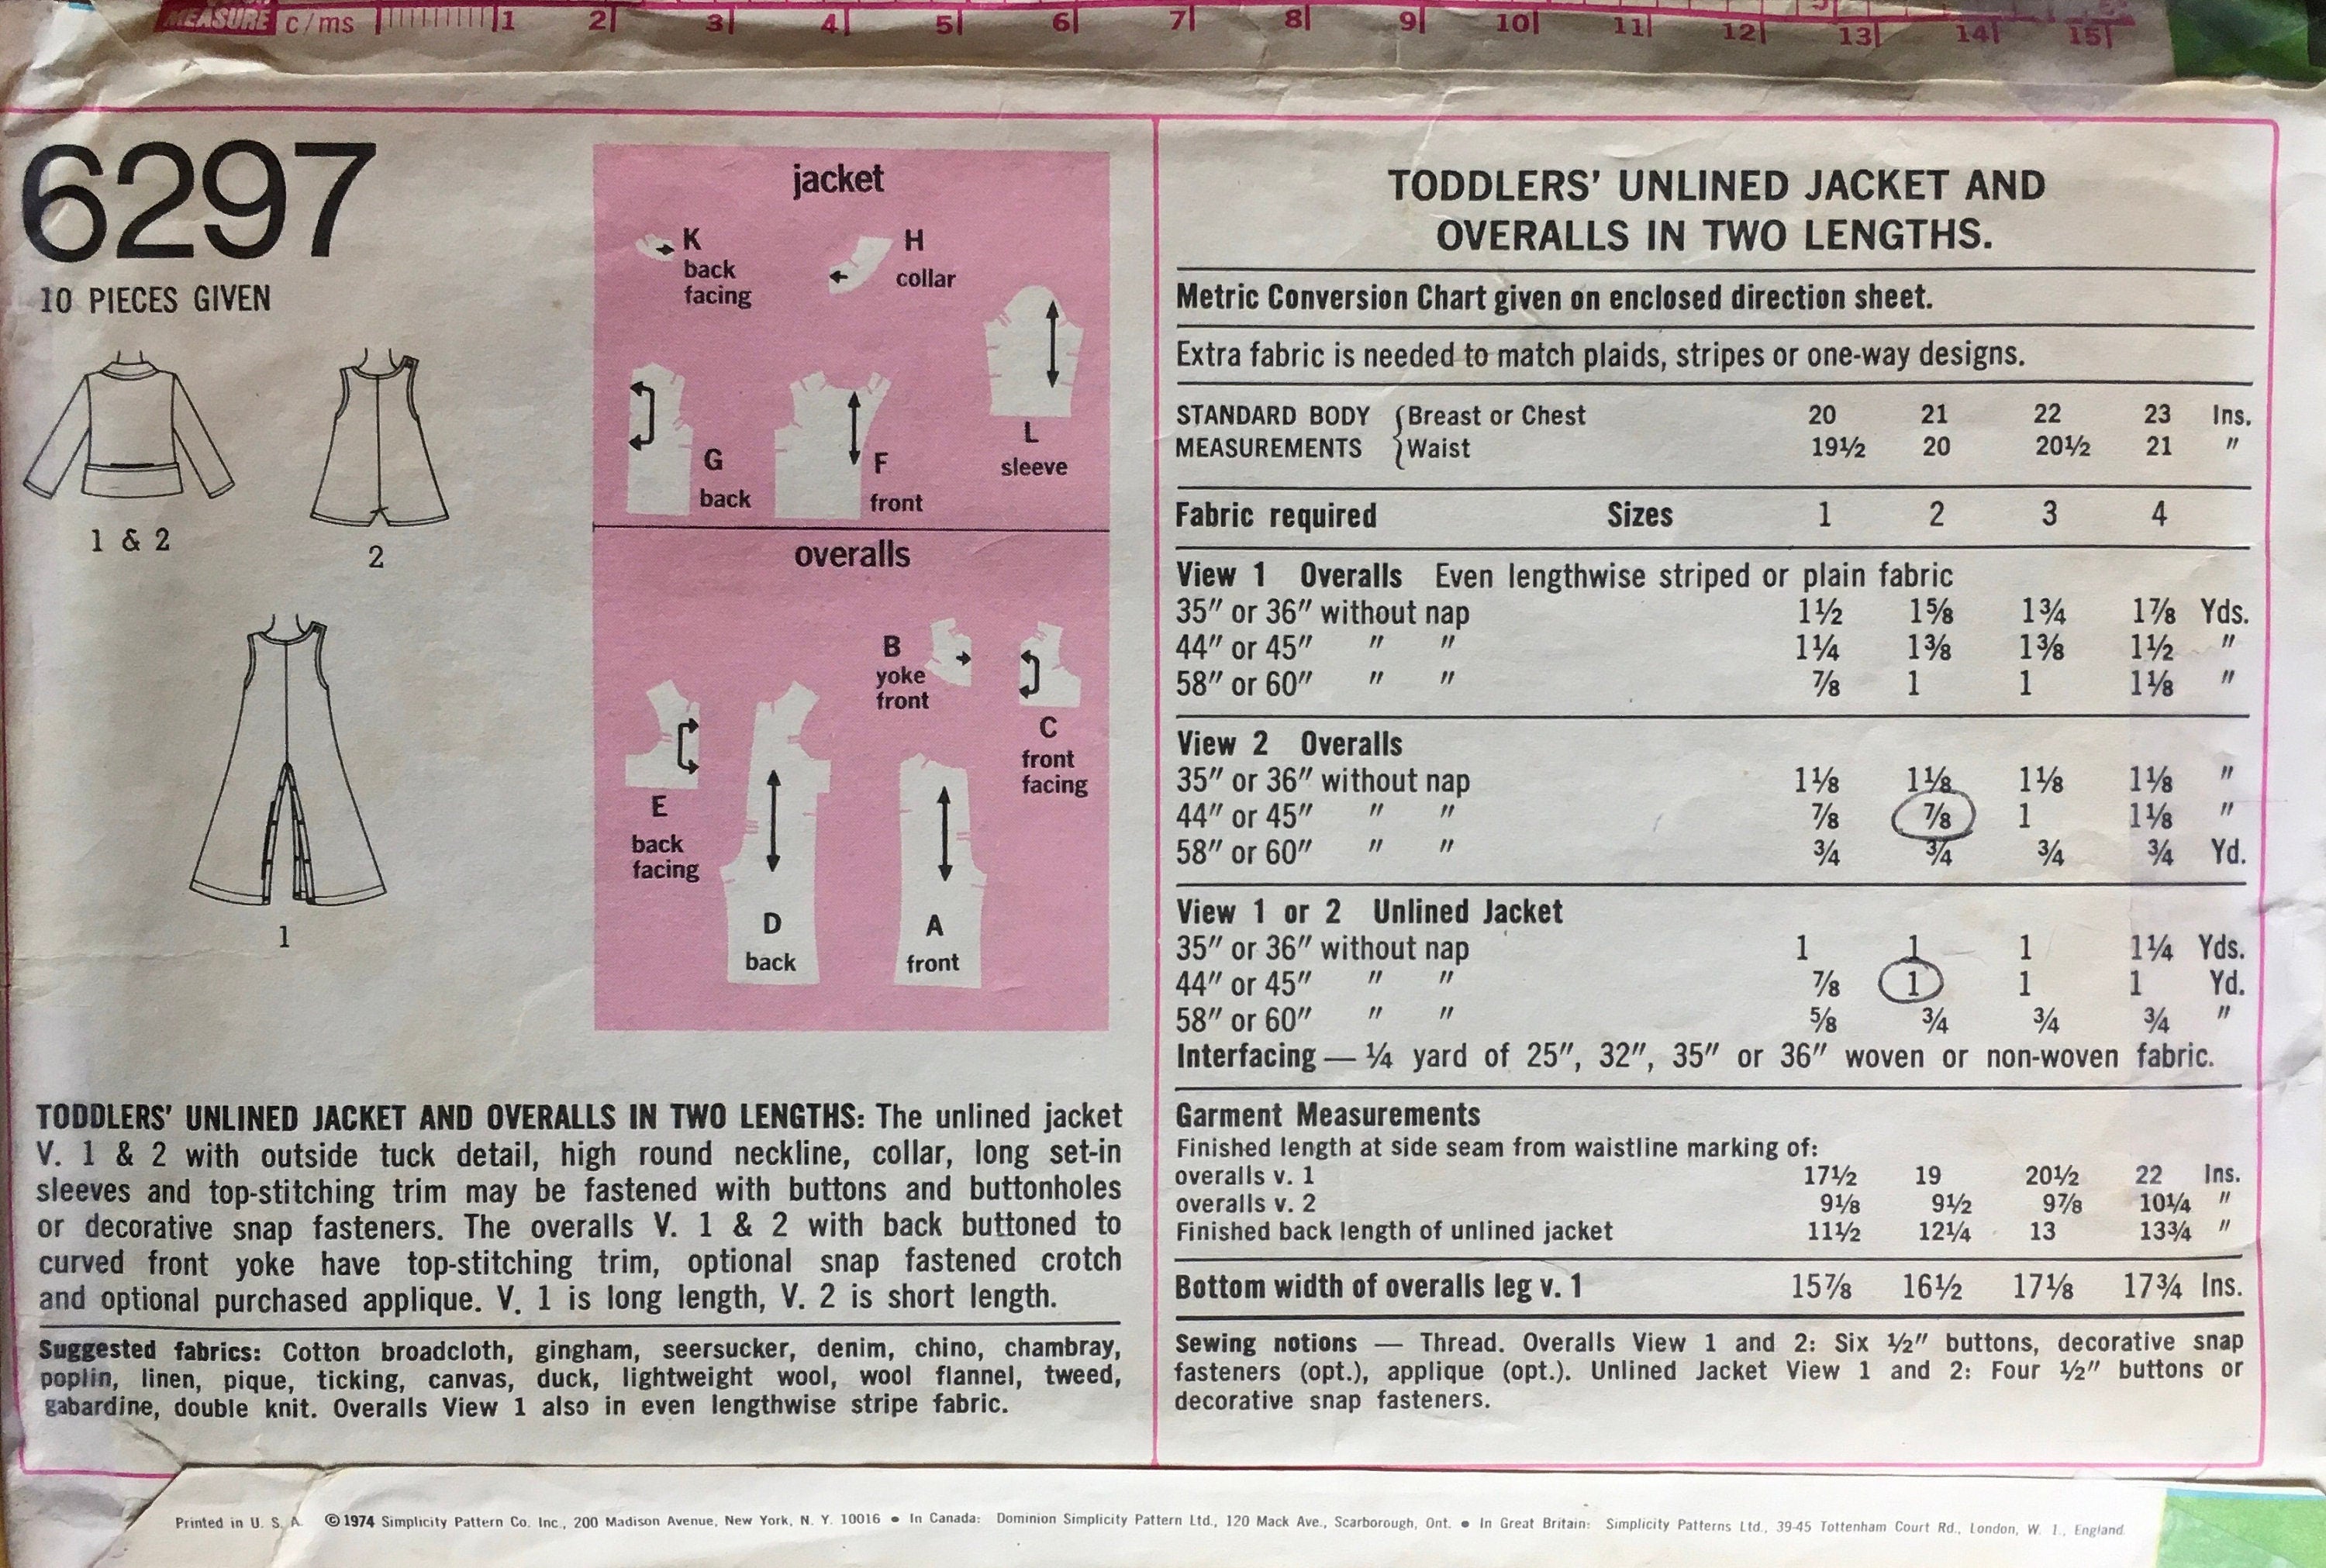 MEASURE c/ms 1 2 3 4 5 6 7 8 9 10 11 12 13 14 15
6297
10 PIECES GIVEN
1 & 2
2
1
jacket
K
back
facing
H
collar
L
sleeve
G
back
F
front
overalls
B
yoke
front
C
front
facing
E
back
facing
D
back
A
front
TODDLERS' UNLINED JACKET AND OVERALLS IN TWO LENGTHS: The unlined jacket
V. 1 & 2 with outside tuck detail, high round neckline, collar, long set-in
sleeves and top-stitching trim may be fastened with buttons and buttonholes
or decorative snap fasteners. The overalls V. 1 & 2 with back buttoned to
curved front yoke have top-stitching trim, optional snap fastened crotch
and optional purchased applique. V. 1 is long length, V. 2 is short length.
Suggested fabrics: Cotton broadcloth, gingham, seersucker, denim, chino, chambray,
poplin, linen, pique, ticking, canvas, duck, lightweight wool, wool flannel, tweed,
gabardine, double knit. Overalls View 1 also in even lengthwise stripe fabric.
TODDLERS' UNLINED JACKET AND
OVERALLS IN TWO LENGTHS.
Metric Conversion Chart given on enclosed direction sheet.
Extra fabric is needed to match plaids, stripes or one-way designs.
STANDARD BODY { Breast or Chest 20 21 22 23 Ins.
MEASUREMENTS { Waist 19½ 20 20½ 21 "
Fabric required Sizes 1 2 3 4
View 1 Overalls Even lengthwise striped or plain fabric
35" or 36" without nap 1½ 1⅝ 1¾ 1⅞ Yds.
44" or 45" " " 1¼ 1⅜ 1⅜ 1½ "
58" or 60" " " ⅞ 1 1 1⅛ "
View 2 Overalls
35" or 36" without nap 1⅛ 1⅛ 1⅛ 1⅛ "
44" or 45" " " ⅞ ⅞ 1 1⅛ "
58" or 60" " " ¾ ¾ ¾ ¾ Yd.
View 1 or 2 Unlined Jacket
35" or 36" without nap 1 1 1 1¼ Yds.
44" or 45" " " ⅞ 1 1 1 Yd.
58" or 60" " " ⅝ ¾ ¾ ¾ "
Interfacing — ¼ yard of 25", 32", 35" or 36" woven or non-woven fabric.
Garment Measurements
Finished length at side seam from waistline marking of:
overalls v. 1 17½ 19 20½ 22 Ins.
overalls v. 2 9⅛ 9½ 9⅞ 10¼ "
Finished back length of unlined jacket 11½ 12¼ 13 13¾ "
Bottom width of overalls leg v. 1 15⅞ 16½ 17⅛ 17¾ Ins.
Sewing notions — Thread. Overalls View 1 and 2: Six ½" buttons, decorative snap
fasteners (opt.), applique (opt.). Unlined Jacket View 1 and 2: Four ½" buttons or
decorative snap fasteners.
Printed in U. S. A. ©1974 Simplicity Pattern Co. Inc., 200 Madison Avenue, New York, N. Y. 10016 • In Canada: Dominion Simplicity Pattern Ltd., 120 Mack Ave., Scarborough, Ont. • In Great Britain: Simplicity Patterns Ltd., 39-45 Tottenham Court Rd., London, W. 1., England.